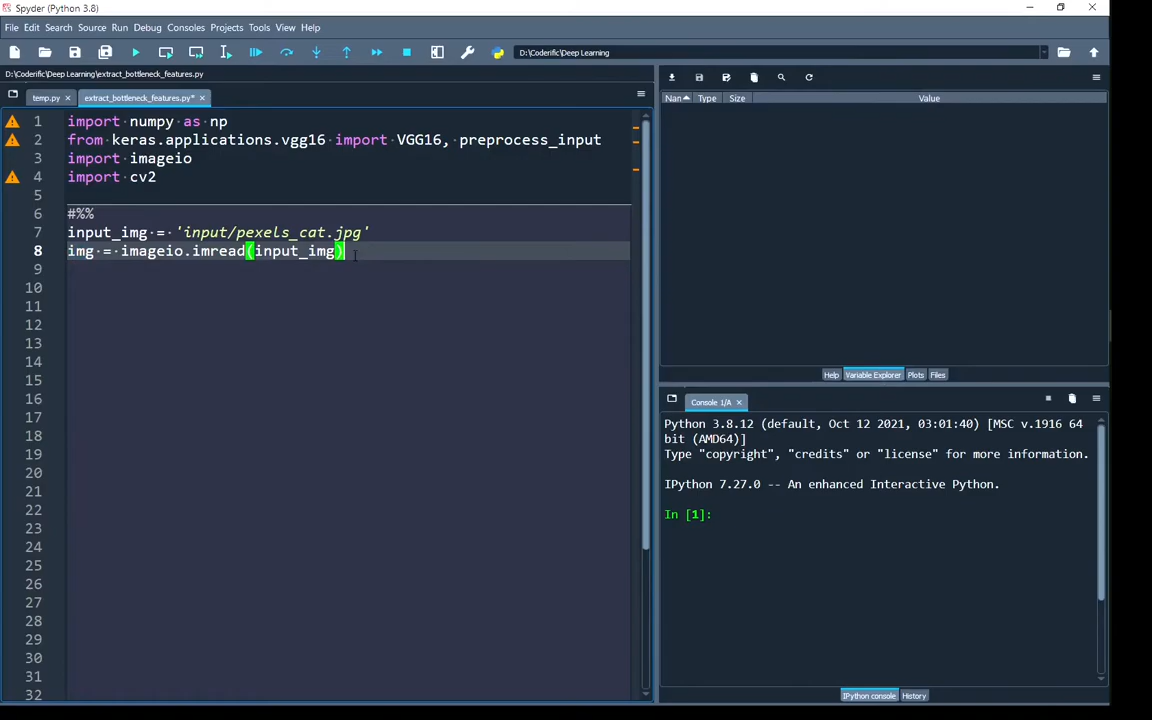 Spyder (Python 3.8)
File Edit Search Source Run Debug Consoles Projects Tools View Help
D:\Coderific\Deep Learning
D:\Coderific\Deep Learning\extract_bottleneck_features.py
temp.py
extract_bottleneck_features.py*
1 import numpy as np
2 from keras.applications.vgg16 import VGG16, preprocess_input
3 import imageio
4 import cv2
5
6 #%%
7 input_img = 'input/pexels_cat.jpg'
8 img = imageio.imread(input_img)
9
10
11
12
13
14
15
16
17
18
19
20
21
22
23
24
25
26
27
28
29
30
31
32
Nan Type Size Value
Help Variable Explorer Plots Files
Console 1/A
Python 3.8.12 (default, Oct 12 2021, 03:01:40) [MSC v.1916 64
bit (AMD64)]
Type "copyright", "credits" or "license" for more information.
IPython 7.27.0 -- An enhanced Interactive Python.
In [1]:
IPython console History